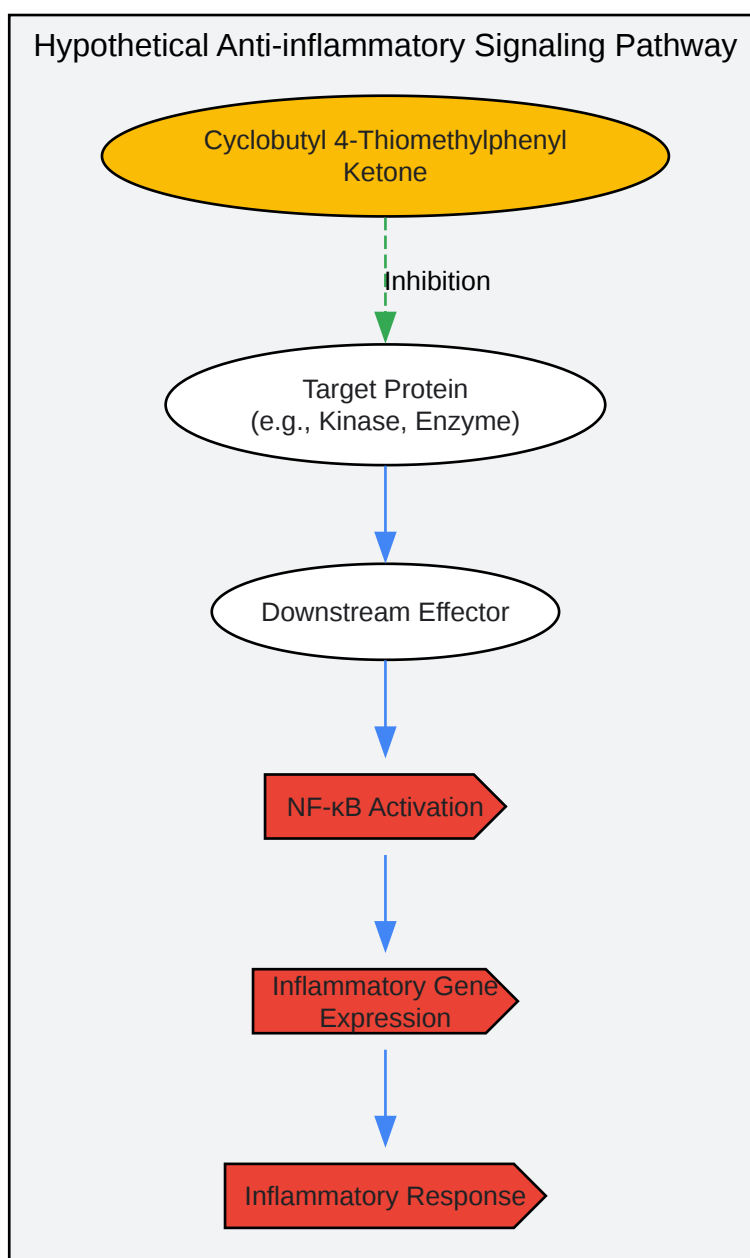 Hypothetical Anti-inflammatory Signaling Pathway
Cyclobutyl 4-Thiomethylphenyl
Ketone
Inhibition
Target Protein
(e.g., Kinase, Enzyme)
Downstream Effector
NF-κB Activation
Inflammatory Gene
Expression
Inflammatory Response